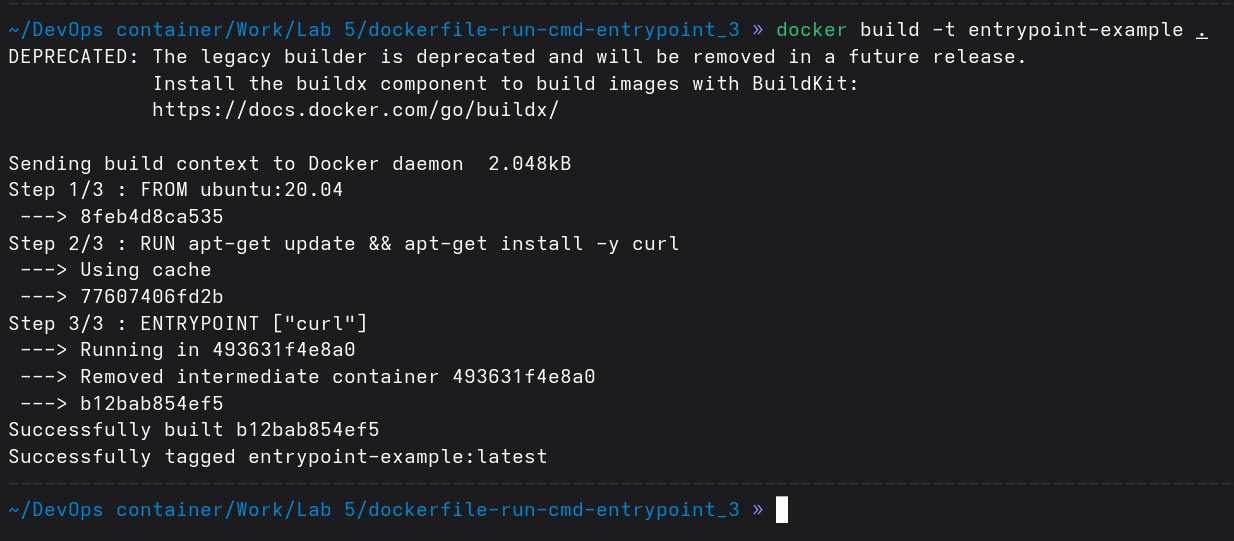 ~/DevOps container/Work/Lab 5/dockerfile-run-cmd-entrypoint_3 » docker build -t entrypoint-example .
DEPRECATED: The legacy builder is deprecated and will be removed in a future release.
            Install the buildx component to build images with BuildKit:
            https://docs.docker.com/go/buildx/

Sending build context to Docker daemon  2.048kB
Step 1/3 : FROM ubuntu:20.04
 ---> 8feb4d8ca535
Step 2/3 : RUN apt-get update && apt-get install -y curl
 ---> Using cache
 ---> 77607406fd2b
Step 3/3 : ENTRYPOINT ["curl"]
 ---> Running in 493631f4e8a0
 ---> Removed intermediate container 493631f4e8a0
 ---> b12bab854ef5
Successfully built b12bab854ef5
Successfully tagged entrypoint-example:latest
~/DevOps container/Work/Lab 5/dockerfile-run-cmd-entrypoint_3 »